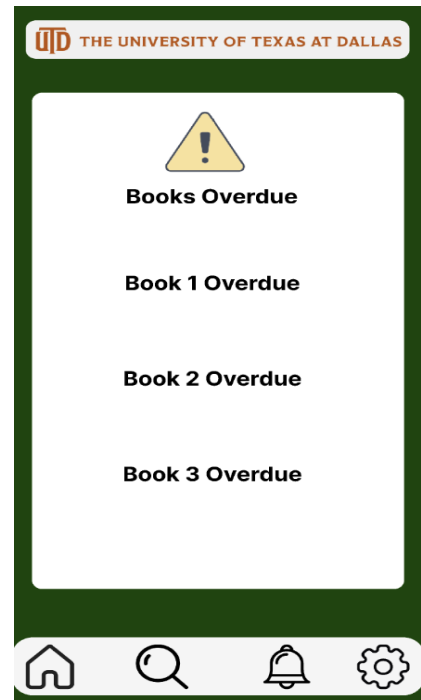 UTD THE UNIVERSITY OF TEXAS AT DALLAS
!
Books Overdue
Book 1 Overdue
Book 2 Overdue
Book 3 Overdue